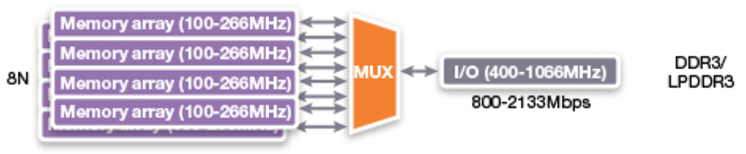 Memory array (100-266MHz)
Memory array (100-266MHz)
Memory array (100-266MHz)
Memory array (100-266MHz)
8N
MUX
I/O (400-1066MHz)
800-2133Mbps
DDR3/
LPDDR3